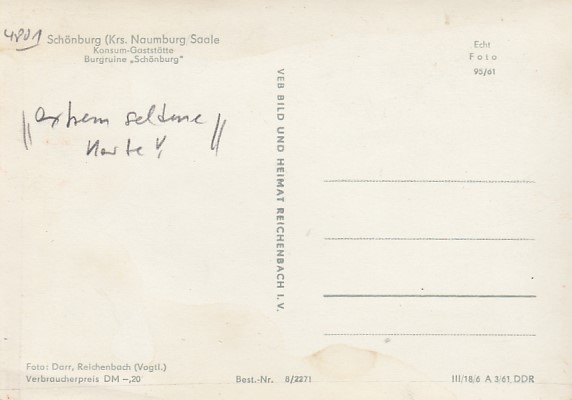 4801
Schönburg (Krs. Naumburg Saale
Konsum-Gaststätte
Burgruine „Schönburg"
Echt
Foto
95/61
"extrem seltene
Karte !"
VEB BILD UND HEIMAT REICHENBACH I. V.
Foto: Darr, Reichenbach (Vogtl.)
Verbraucherpreis DM –,20
Best.-Nr. 8/2271
III/18/6 A 3/61 DDR